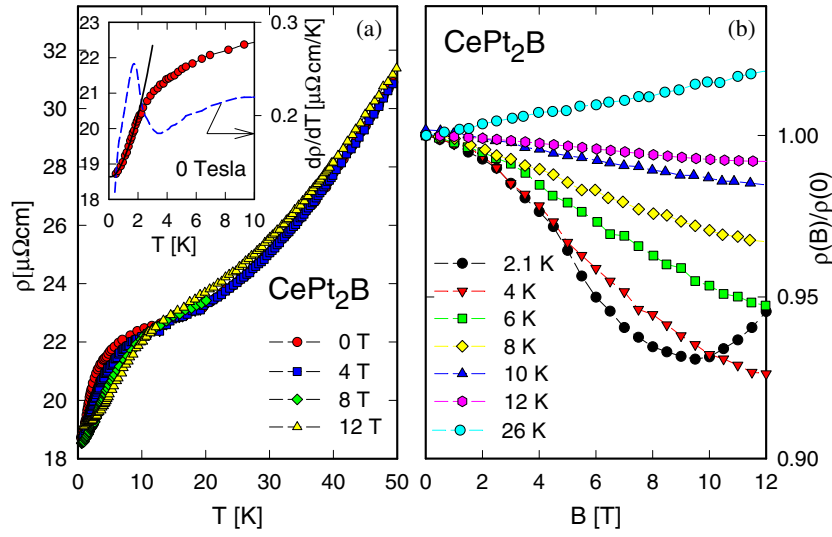 (a)
32
30
28
26
24
22
20
18
ρ[μΩcm]
0 10 20 30 40 50
T [K]
CePt2B
0 T
4 T
8 T
12 T
23
22
21
20
19
18
0 2 4 6 8 10
T [K]
0.3
0.2
dρ/dT [μΩcm/K]
0 Tesla
(b)
CePt2B
2.1 K
4 K
6 K
8 K
10 K
12 K
26 K
0 2 4 6 8 10 12
B [T]
1.00
0.95
0.90
ρ(B)/ρ(0)